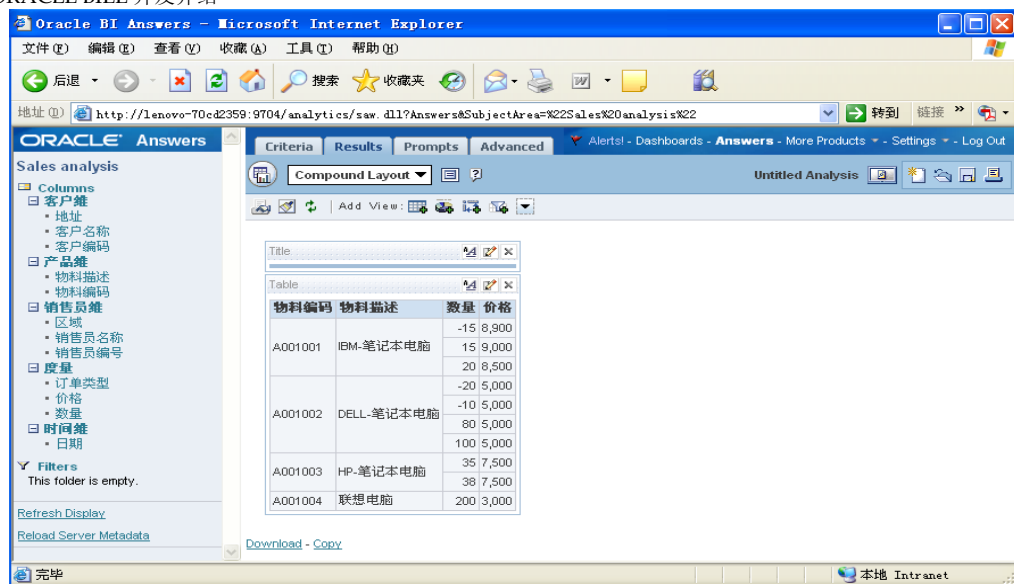 Oracle BI Answers - Microsoft Internet Explorer
文件(F) 编辑(E) 查看(V) 收藏(A) 工具(T) 帮助(H)
后退 搜索 收藏夹
地址(D) http://lenovo-70cd2359:9704/analytics/saw.dll?Answers&SubjectArea=%22Sales%20analysis%22 转到 链接 »
ORACLE Answers
Criteria Results Prompts Advanced
Alerts! - Dashboards - Answers - More Products - Settings - Log Out
Sales analysis
Compound Layout
Untitled Analysis
Add View:
Columns
客户维
地址
客户名称
客户编码
产品维
物料描述
物料编码
销售员维
区域
销售员名称
销售员编号
度量
订单类型
价格
数量
时间维
日期
Filters
This folder is empty.
Refresh Display
Reload Server Metadata
Title
Table
物料编码 物料描述 数量 价格
A001001 IBM-笔记本电脑 -15 8,900
15 9,000
20 8,500
A001002 DELL-笔记本电脑 -20 5,000
-10 5,000
80 5,000
100 5,000
A001003 HP-笔记本电脑 35 7,500
38 7,500
A001004 联想电脑 200 3,000
Download - Copy
完毕
本地 Intranet